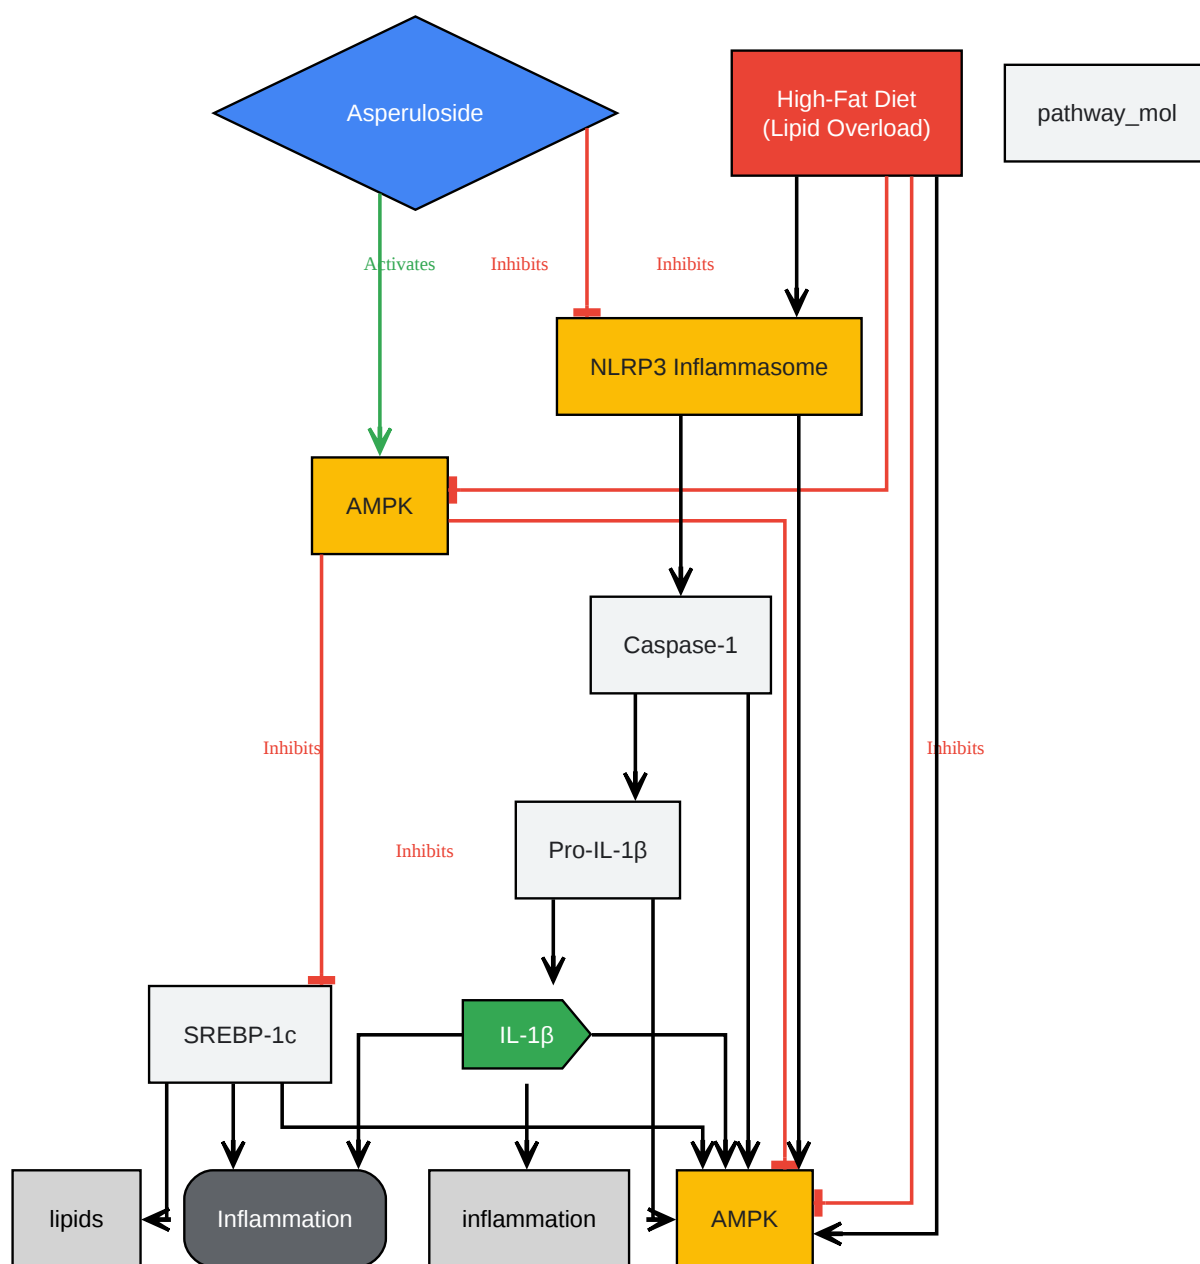 Asperuloside
High-Fat Diet
(Lipid Overload)
pathway_mol
Activates
Inhibits
Inhibits
NLRP3 Inflammasome
AMPK
Caspase-1
Inhibits
Inhibits
Inhibits
Pro-IL-1β
SREBP-1c
IL-1β
lipids
Inflammation
inflammation
AMPK